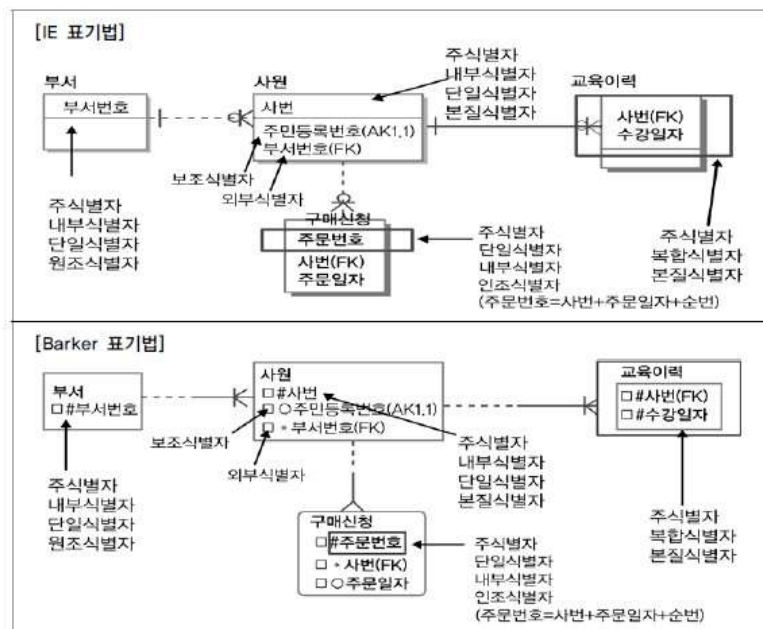 [IE 표기법]
부서
부서번호
주식별자
내부식별자
단일식별자
원조식별자
사원
사번
주민등록번호(AK1.1)
부서번호(FK)
보조식별자
외부식별자
주식별자
내부식별자
단일식별자
본질식별자
교육이력
사번(FK)
수강일자
주식별자
복합식별자
본질식별자
구매신청
주문번호
사번(FK)
주문일자
주식별자
단일식별자
내부식별자
인조식별자
(주문번호=사번+주문일자+순번)
[Barker 표기법]
부서
□#부서번호
주식별자
내부식별자
단일식별자
원조식별자
사원
□#사번
□○주민등록번호(AK1.1)
□*부서번호(FK)
보조식별자
외부식별자
주식별자
내부식별자
단일식별자
본질식별자
교육이력
□#사번(FK)
□#수강일자
주식별자
복합식별자
본질식별자
구매신청
□#주문번호
□*사번(FK)
□○주문일자
주식별자
단일식별자
내부식별자
인조식별자
(주문번호=사번+주문일자+순번)